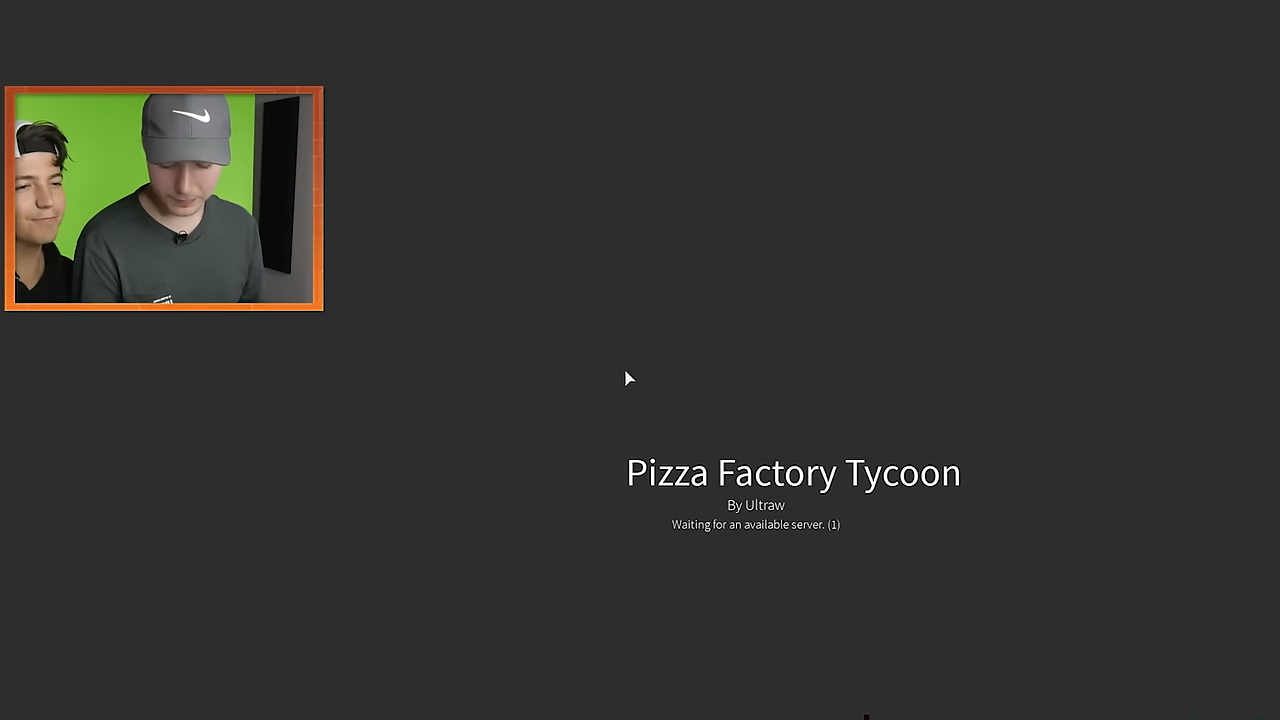 Pizza Factory Tycoon
By Ultraw
Waiting for an available server. (1)